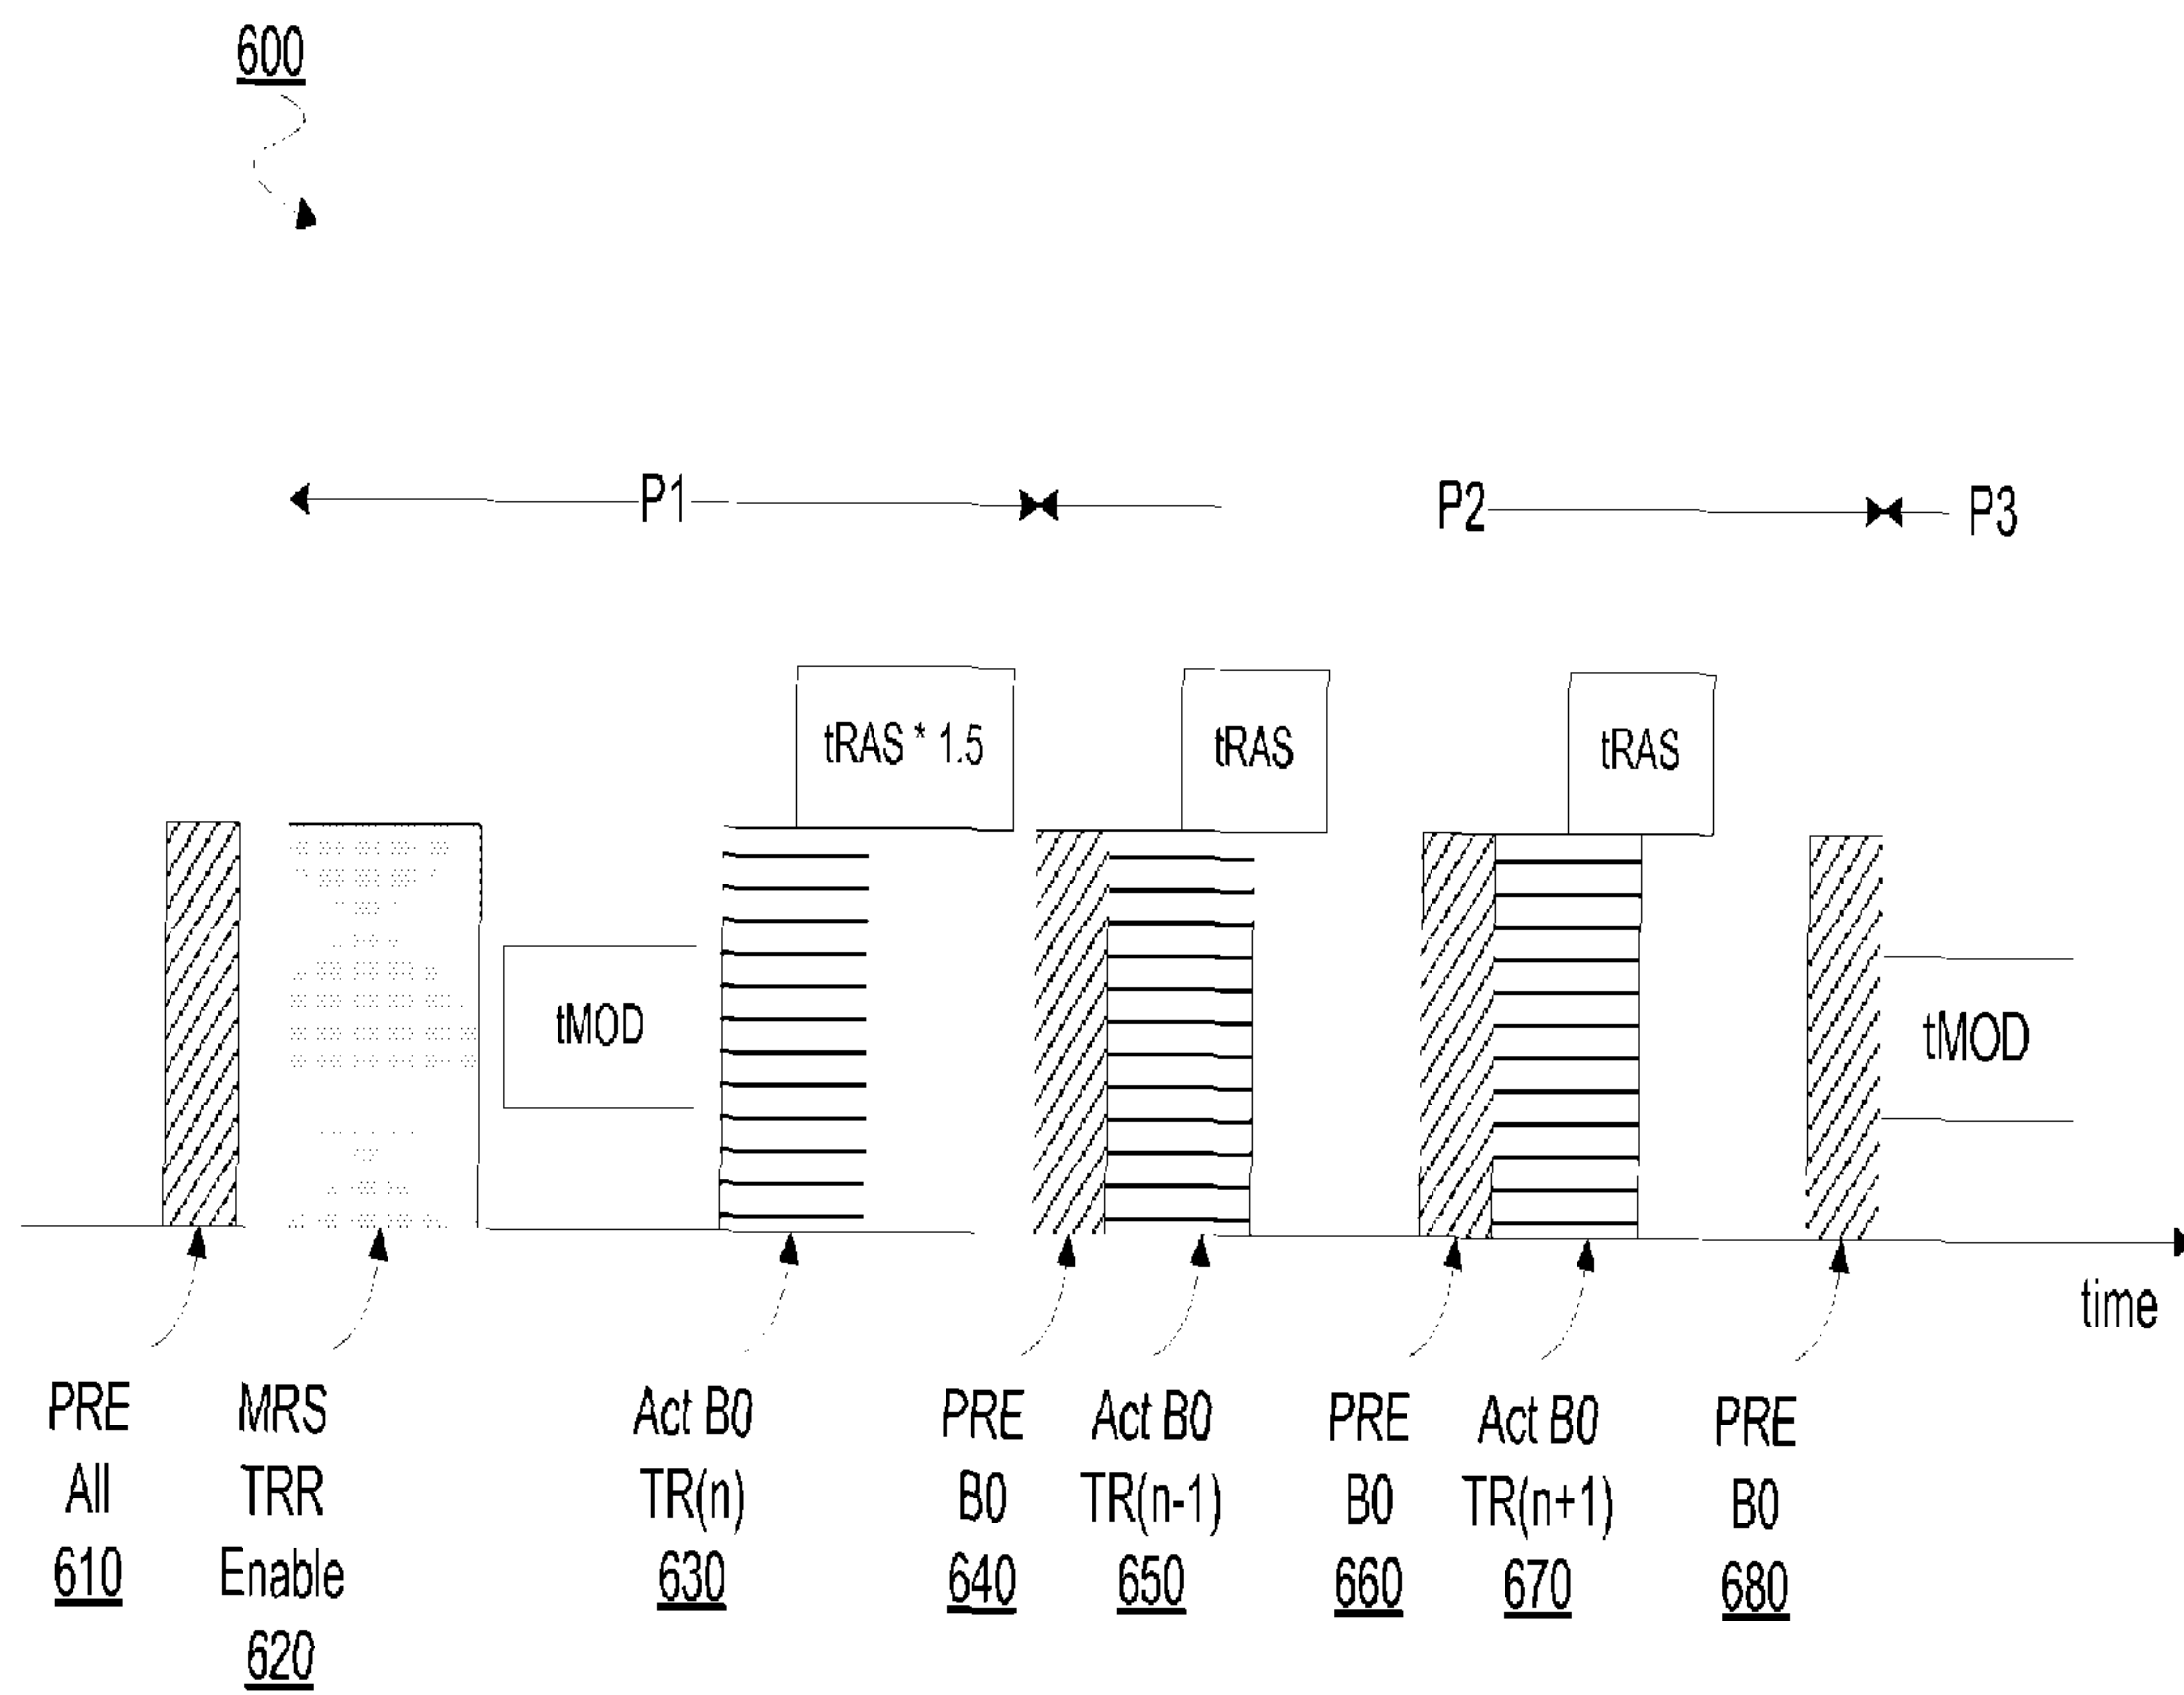 600
P1
P2
P3
tRAS * 1.5
tRAS
tRAS
tMOD
tMOD
time
PRE
All
610
MRS
TRR
Enable
620
Act B0
TR(n)
630
PRE
B0
640
Act B0
TR(n-1)
650
PRE
B0
660
Act B0
TR(n+1)
670
PRE
B0
680